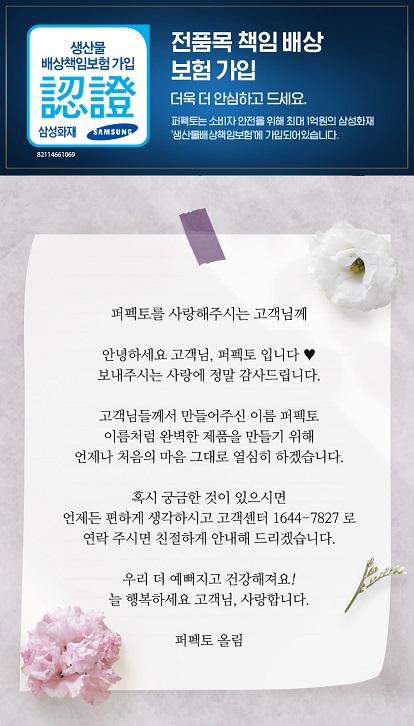 생산물
배상책임보험 가입
認證
삼성화재 SAMSUNG
82114661069
전품목 책임 배상
보험 가입
더욱 더 안심하고 드세요.
퍼펙토는 소비자 안전을 위해 최대 1억원의 삼성화재
'생산물배상책임보험'에 가입되어있습니다.
퍼펙토를 사랑해주시는 고객님께
안녕하세요 고객님, 퍼펙토 입니다 ♥
보내주시는 사랑에 정말 감사드립니다.
고객님들께서 만들어주신 이름 퍼펙토
이름처럼 완벽한 제품을 만들기 위해
언제나 처음의 마음 그대로 열심히 하겠습니다.
혹시 궁금한 것이 있으시면
언제든 편하게 생각하시고 고객센터 1644-7827 로
연락 주시면 친절하게 안내해 드리겠습니다.
우리 더 예뻐지고 건강해져요!
늘 행복하세요 고객님, 사랑합니다.
퍼펙토 올림